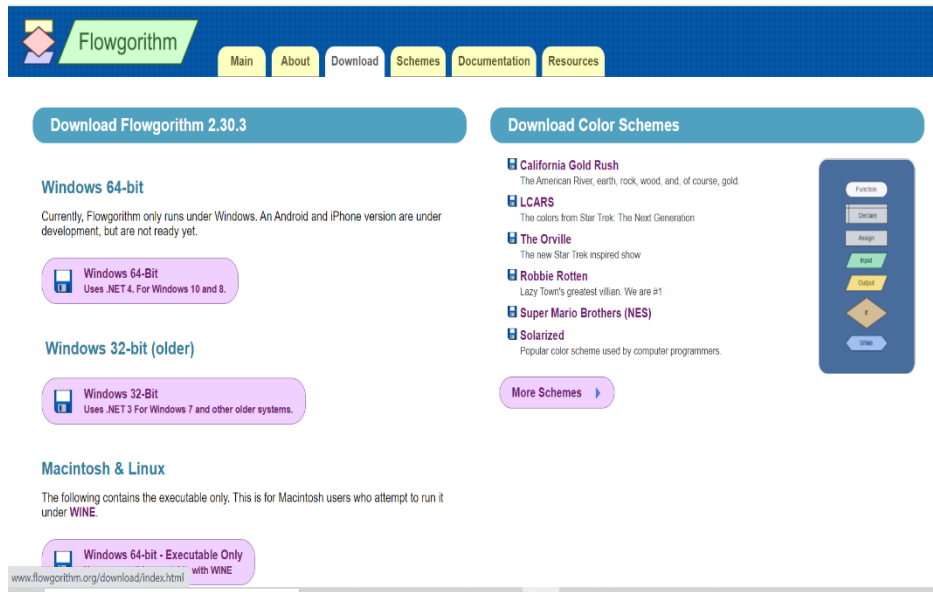 Flowgorithm
Main
About
Download
Schemes
Documentation
Resources
Download Flowgorithm 2.30.3
Windows 64-bit
Currently, Flowgorithm only runs under Windows. An Android and iPhone version are under
development, but are not ready yet.
Windows 64-Bit
Uses .NET 4. For Windows 10 and 8.
Windows 32-bit (older)
Windows 32-Bit
Uses .NET 3 For Windows 7 and other older systems.
Macintosh & Linux
The following contains the executable only. This is for Macintosh users who attempt to run it
under WINE.
Windows 64-bit - Executable Only
with WINE
www.flowgorithm.org/download/index.html
Download Color Schemes
California Gold Rush
The American River, earth, rock, wood, and, of course, gold.
LCARS
The colors from Star Trek: The Next Generation
The Orville
The new Star Trek inspired show
Robbie Rotten
Lazy Town's greatest villian. We are #1
Super Mario Brothers (NES)
Solarized
Popular color scheme used by computer programmers.
More Schemes
Function
Declare
Assign
Input
Output
If
While